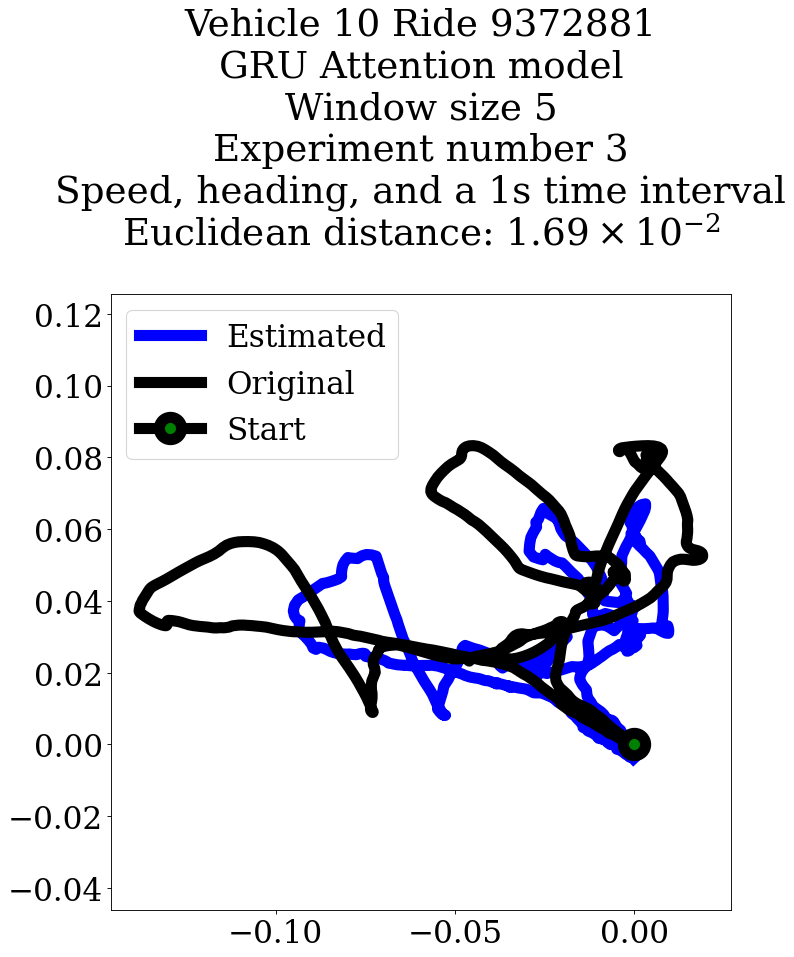 Vehicle 10 Ride 9372881
GRU Attention model
Window size 5
Experiment number 3
Speed, heading, and a 1s time interval
Euclidean distance: 1.69 × 10⁻²
Estimated
Original
Start
0.12
0.10
0.08
0.06
0.04
0.02
0.00
−0.02
−0.04
−0.10
−0.05
0.00